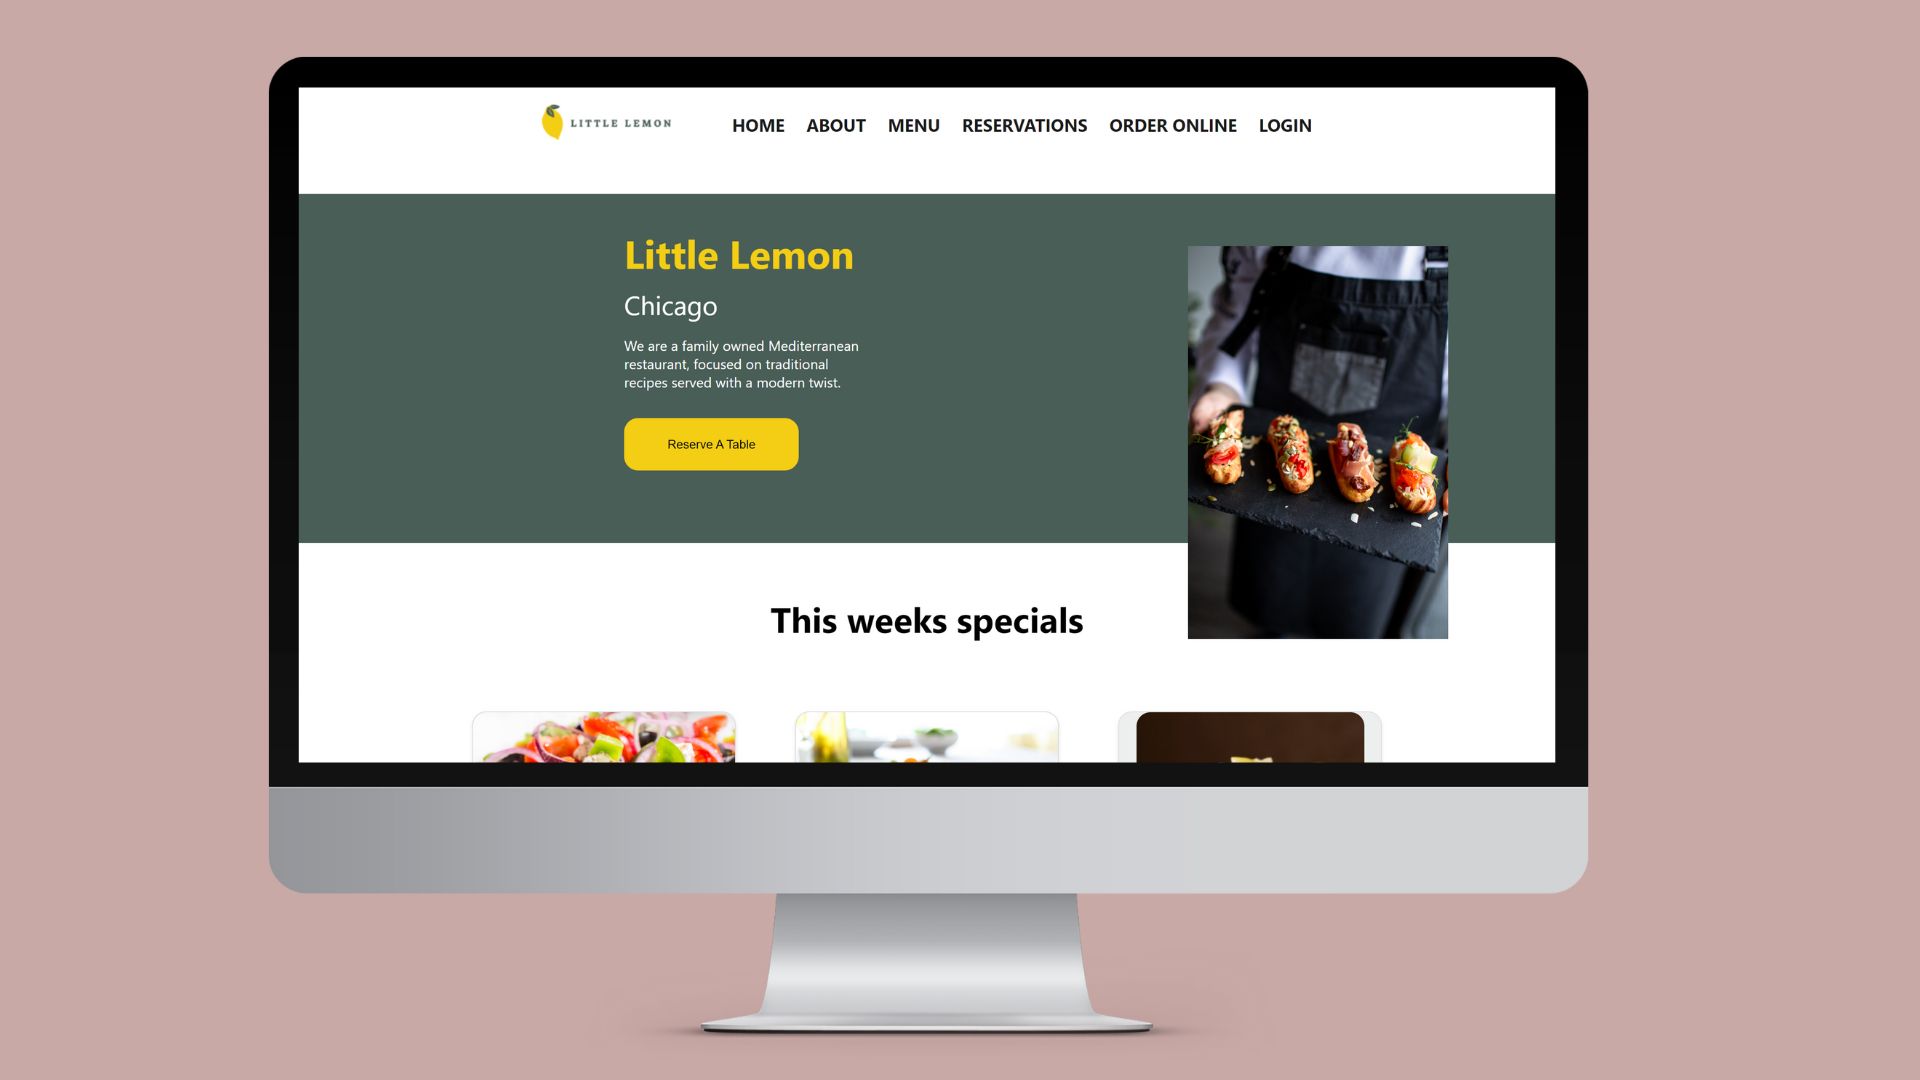 LITTLE LEMON
HOME ABOUT MENU RESERVATIONS ORDER ONLINE LOGIN
Little Lemon
Chicago
We are a family owned Mediterranean
restaurant, focused on traditional
recipes served with a modern twist.
Reserve A Table
This weeks specials